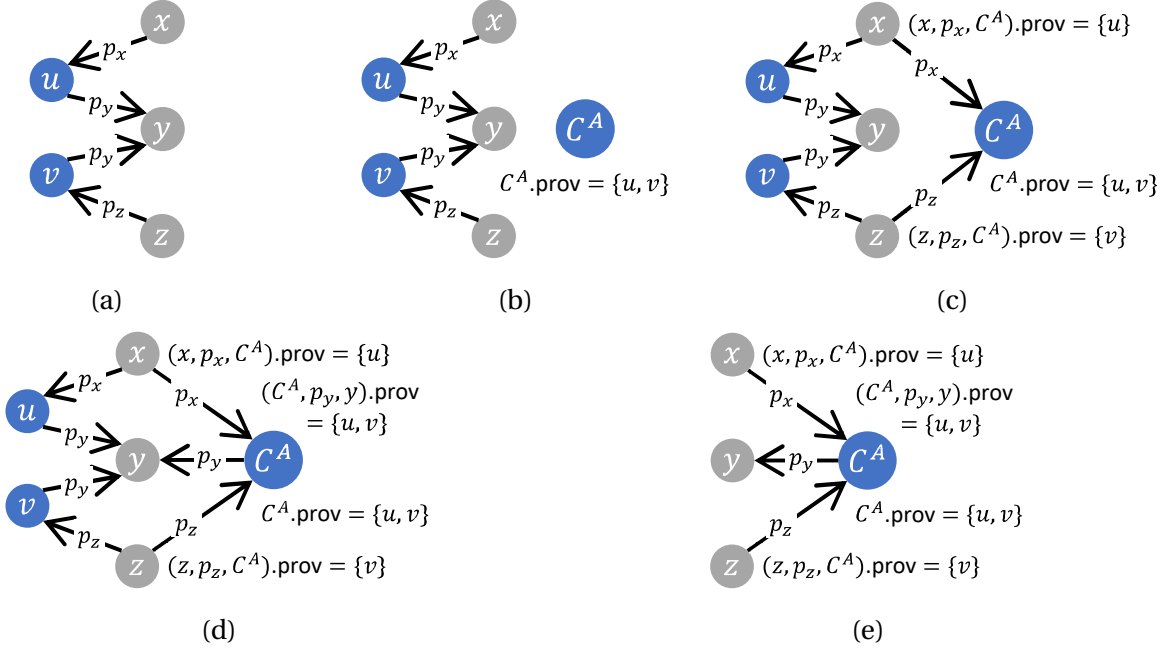 x
p_x
u
p_y
y
p_y
v
p_z
z
(a)
x
p_x
u
p_y
y
C^A
p_y
v
C^A.prov = {u, v}
p_z
z
(b)
x (x, p_x, C^A).prov = {u}
p_x p_x
u
p_y
y
C^A
p_y
v
C^A.prov = {u, v}
p_z p_z
z (z, p_z, C^A).prov = {v}
(c)
x (x, p_x, C^A).prov = {u}
p_x p_x (C^A, p_y, y).prov
u = {u, v}
p_y
y p_y C^A
p_y
v
C^A.prov = {u, v}
p_z p_z
z (z, p_z, C^A).prov = {v}
(d)
x (x, p_x, C^A).prov = {u}
p_x (C^A, p_y, y).prov
= {u, v}
y p_y C^A
C^A.prov = {u, v}
p_z
z (z, p_z, C^A).prov = {v}
(e)